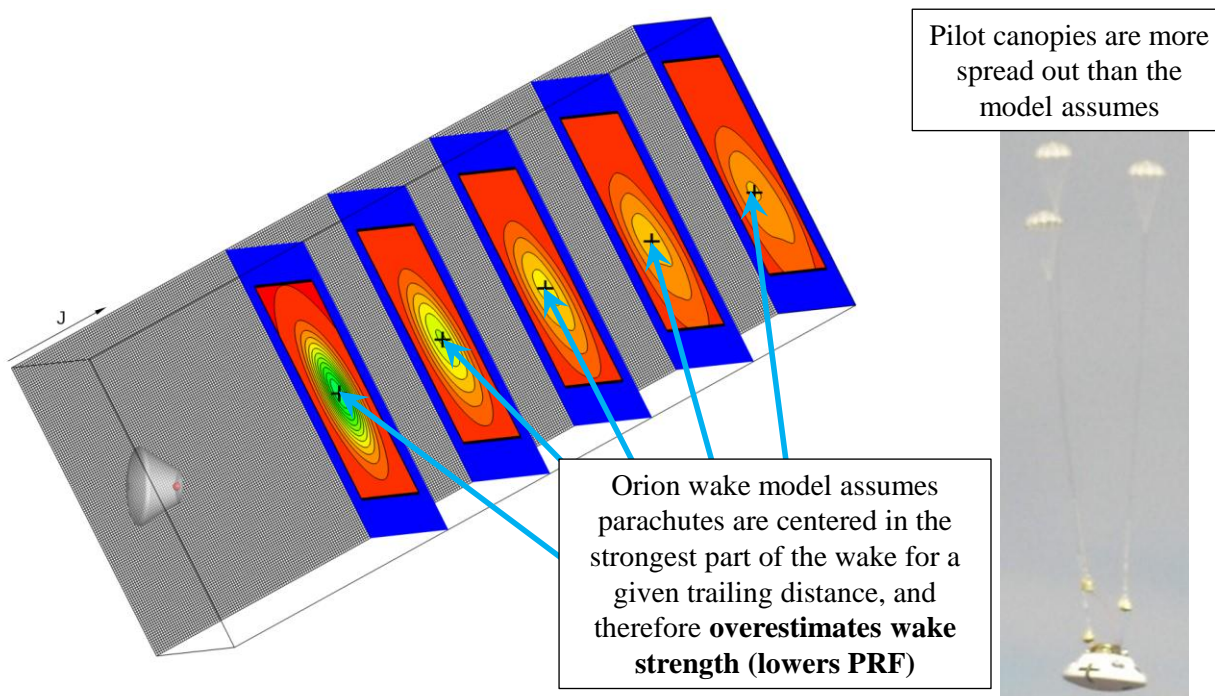 Pilot canopies are more
spread out than the
model assumes
J
Orion wake model assumes
parachutes are centered in the
strongest part of the wake for a
given trailing distance, and
therefore overestimates wake
strength (lowers PRF)